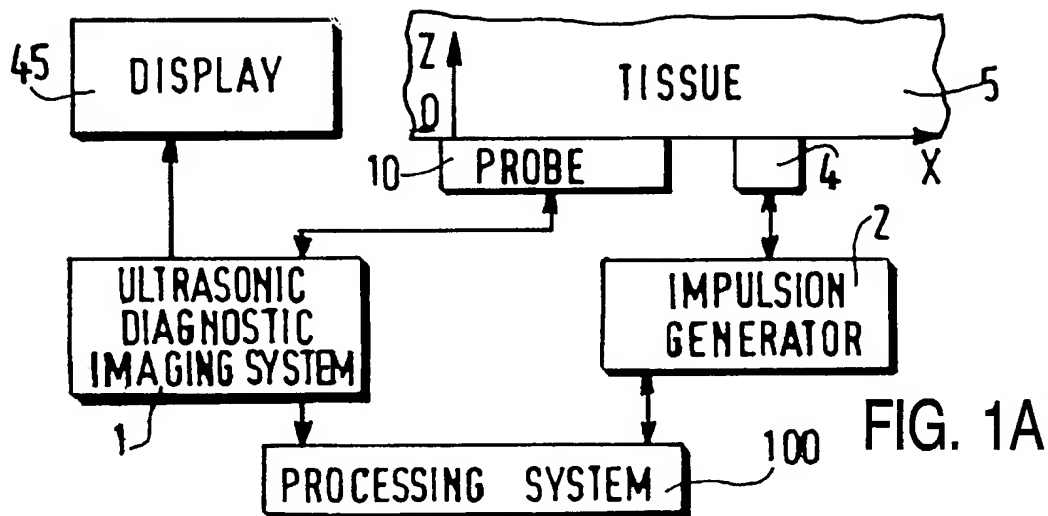 45
DISPLAY
Z
0
TISSUE
5
10
PROBE
4
X
2
ULTRASONIC
DIAGNOSTIC
IMAGING SYSTEM
1
IMPULSION
GENERATOR
PROCESSING SYSTEM
100
FIG. 1A